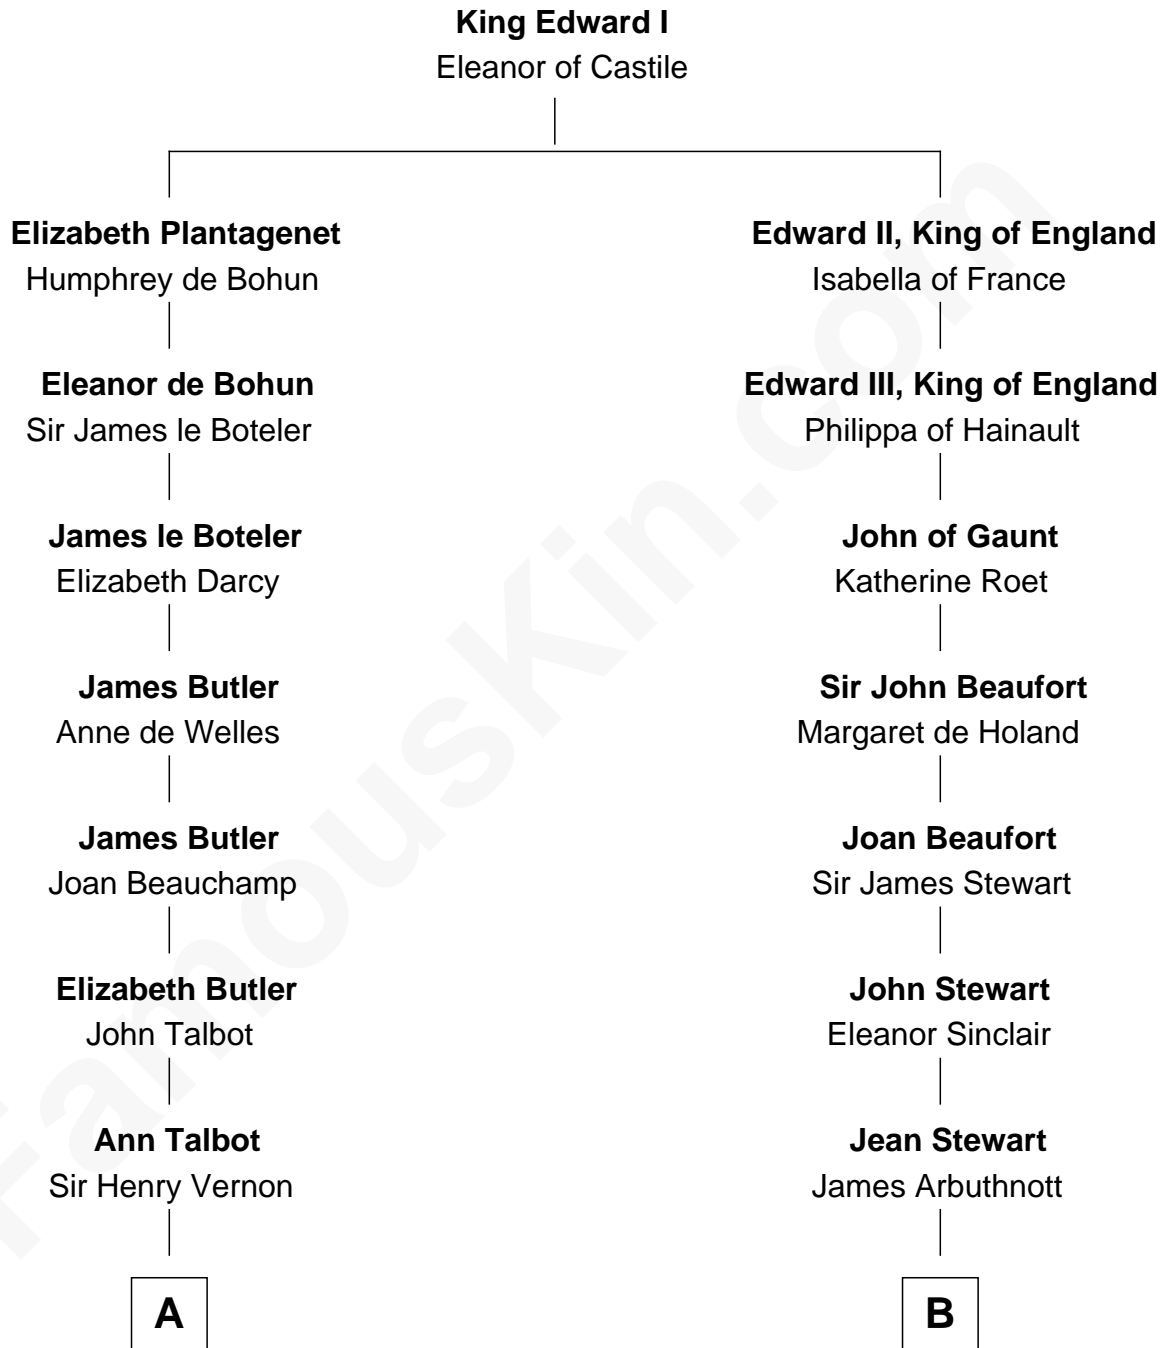 King Edward I
Eleanor of Castile
Elizabeth Plantagenet
Humphrey de Bohun
Edward II, King of England
Isabella of France
Eleanor de Bohun
Sir James le Boteler
Edward III, King of England
Philippa of Hainault
James le Boteler
Elizabeth Darcy
John of Gaunt
Katherine Roet
James Butler
Anne de Welles
Sir John Beaufort
Margaret de Holand
James Butler
Joan Beauchamp
Joan Beaufort
Sir James Stewart
Elizabeth Butler
John Talbot
John Stewart
Eleanor Sinclair
Ann Talbot
Sir Henry Vernon
Jean Stewart
James Arbuthnott
A
B
FamousKin.com